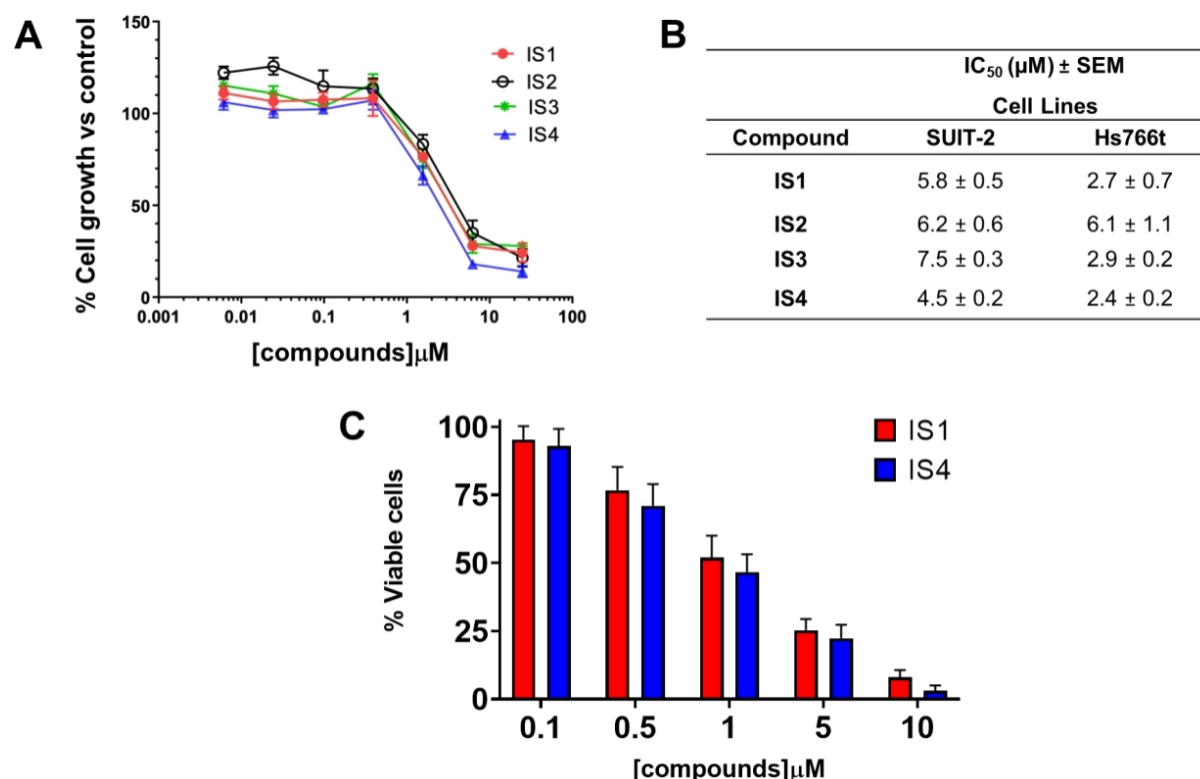 A
% Cell growth vs control
150
100
50
0
0.001 0.01 0.1 1 10 100
[compounds]μM
IS1
IS2
IS3
IS4
B
IC50 (μM) ± SEM
Cell Lines
Compound SUIT-2 Hs766t
IS1 5.8 ± 0.5 2.7 ± 0.7
IS2 6.2 ± 0.6 6.1 ± 1.1
IS3 7.5 ± 0.3 2.9 ± 0.2
IS4 4.5 ± 0.2 2.4 ± 0.2
C
% Viable cells
100
75
50
25
0
0.1 0.5 1 5 10
[compounds]μM
IS1
IS4